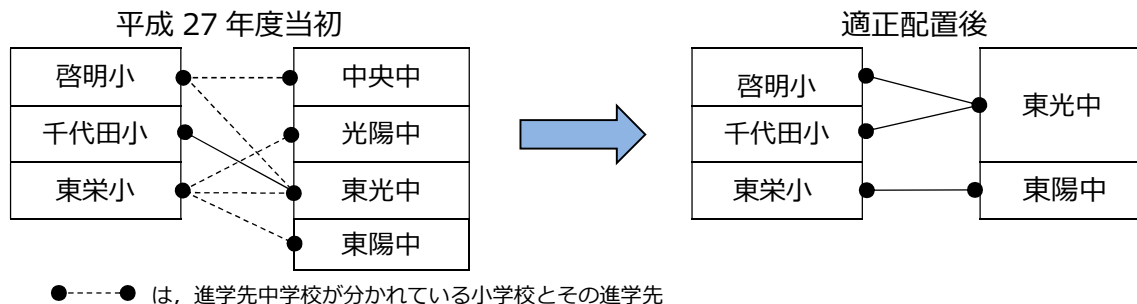 平成 27 年度当初
適正配置後
啓明小
千代田小
東栄小
中央中
光陽中
東光中
東陽中
啓明小
千代田小
東栄小
東光中
東陽中
は，進学先中学校が分かれている小学校とその進学先